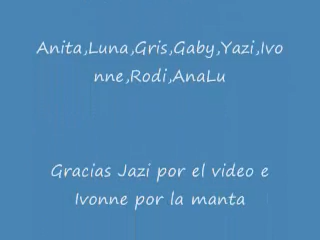 Anita,Luna,Gris,Gaby,Yazi,Ivo
nne,Rodi,AnaLu
Gracias Jazi por el video e
Ivonne por la manta